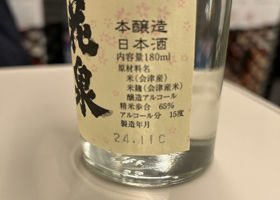 花泉
本醸造
日本酒
内容量180ml
原材料名
米(会津産)
米麹(会津産米)
醸造アルコール
精米歩合 65%
アルコール分 15度
製造年月
24.11C